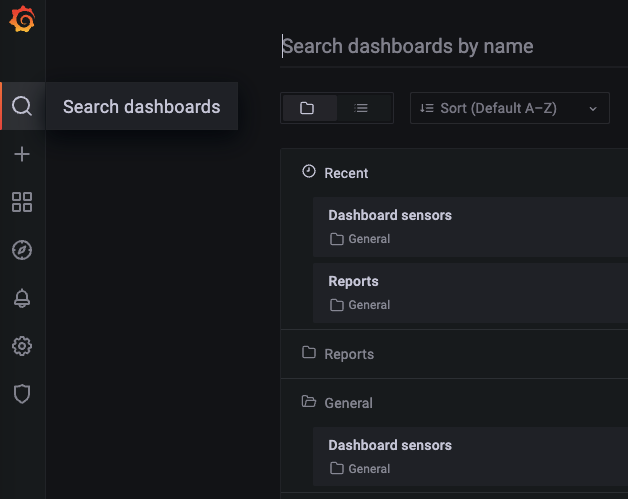 Search dashboards by name
Search dashboards
Sort (Default A–Z)
Recent
Dashboard sensors
General
Reports
General
Reports
General
Dashboard sensors
General